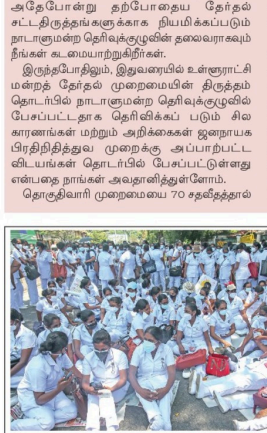 அதேபோன்று தற்போதைய தேர்தல்
சட்டதிருத்தங்களுக்காக நியமிக்கப்படும்
நாடாளுமன்ற தெரிவுக்குழுவின் தலைவராகவும்
நீங்கள் கடமையாற்றுகிறீர்கள்.
இருந்தபோதிலும், இதுவரையில் உள்ளூராட்சி
மன்றத் தேர்தல் முறைமையின் திருத்தம்
தொடர்பில் நாடாளுமன்ற தெரிவுக்குழுவில்
பேசப்பட்டதாக தெரிவிக்கப் படும் சில
காரணங்கள் மற்றும் அறிக்கைகள் ஜனநாயக
பிரதிநிதித்துவ முறைக்கு அப்பாற்பட்ட
விடயங்கள் தொடர்பில் பேசப்பட்டுள்ளது
என்பதை நாங்கள் அவதானித்துள்ளோம்.
தொகுதிவாரி முறைமையை 70 சதவீதத்தால்